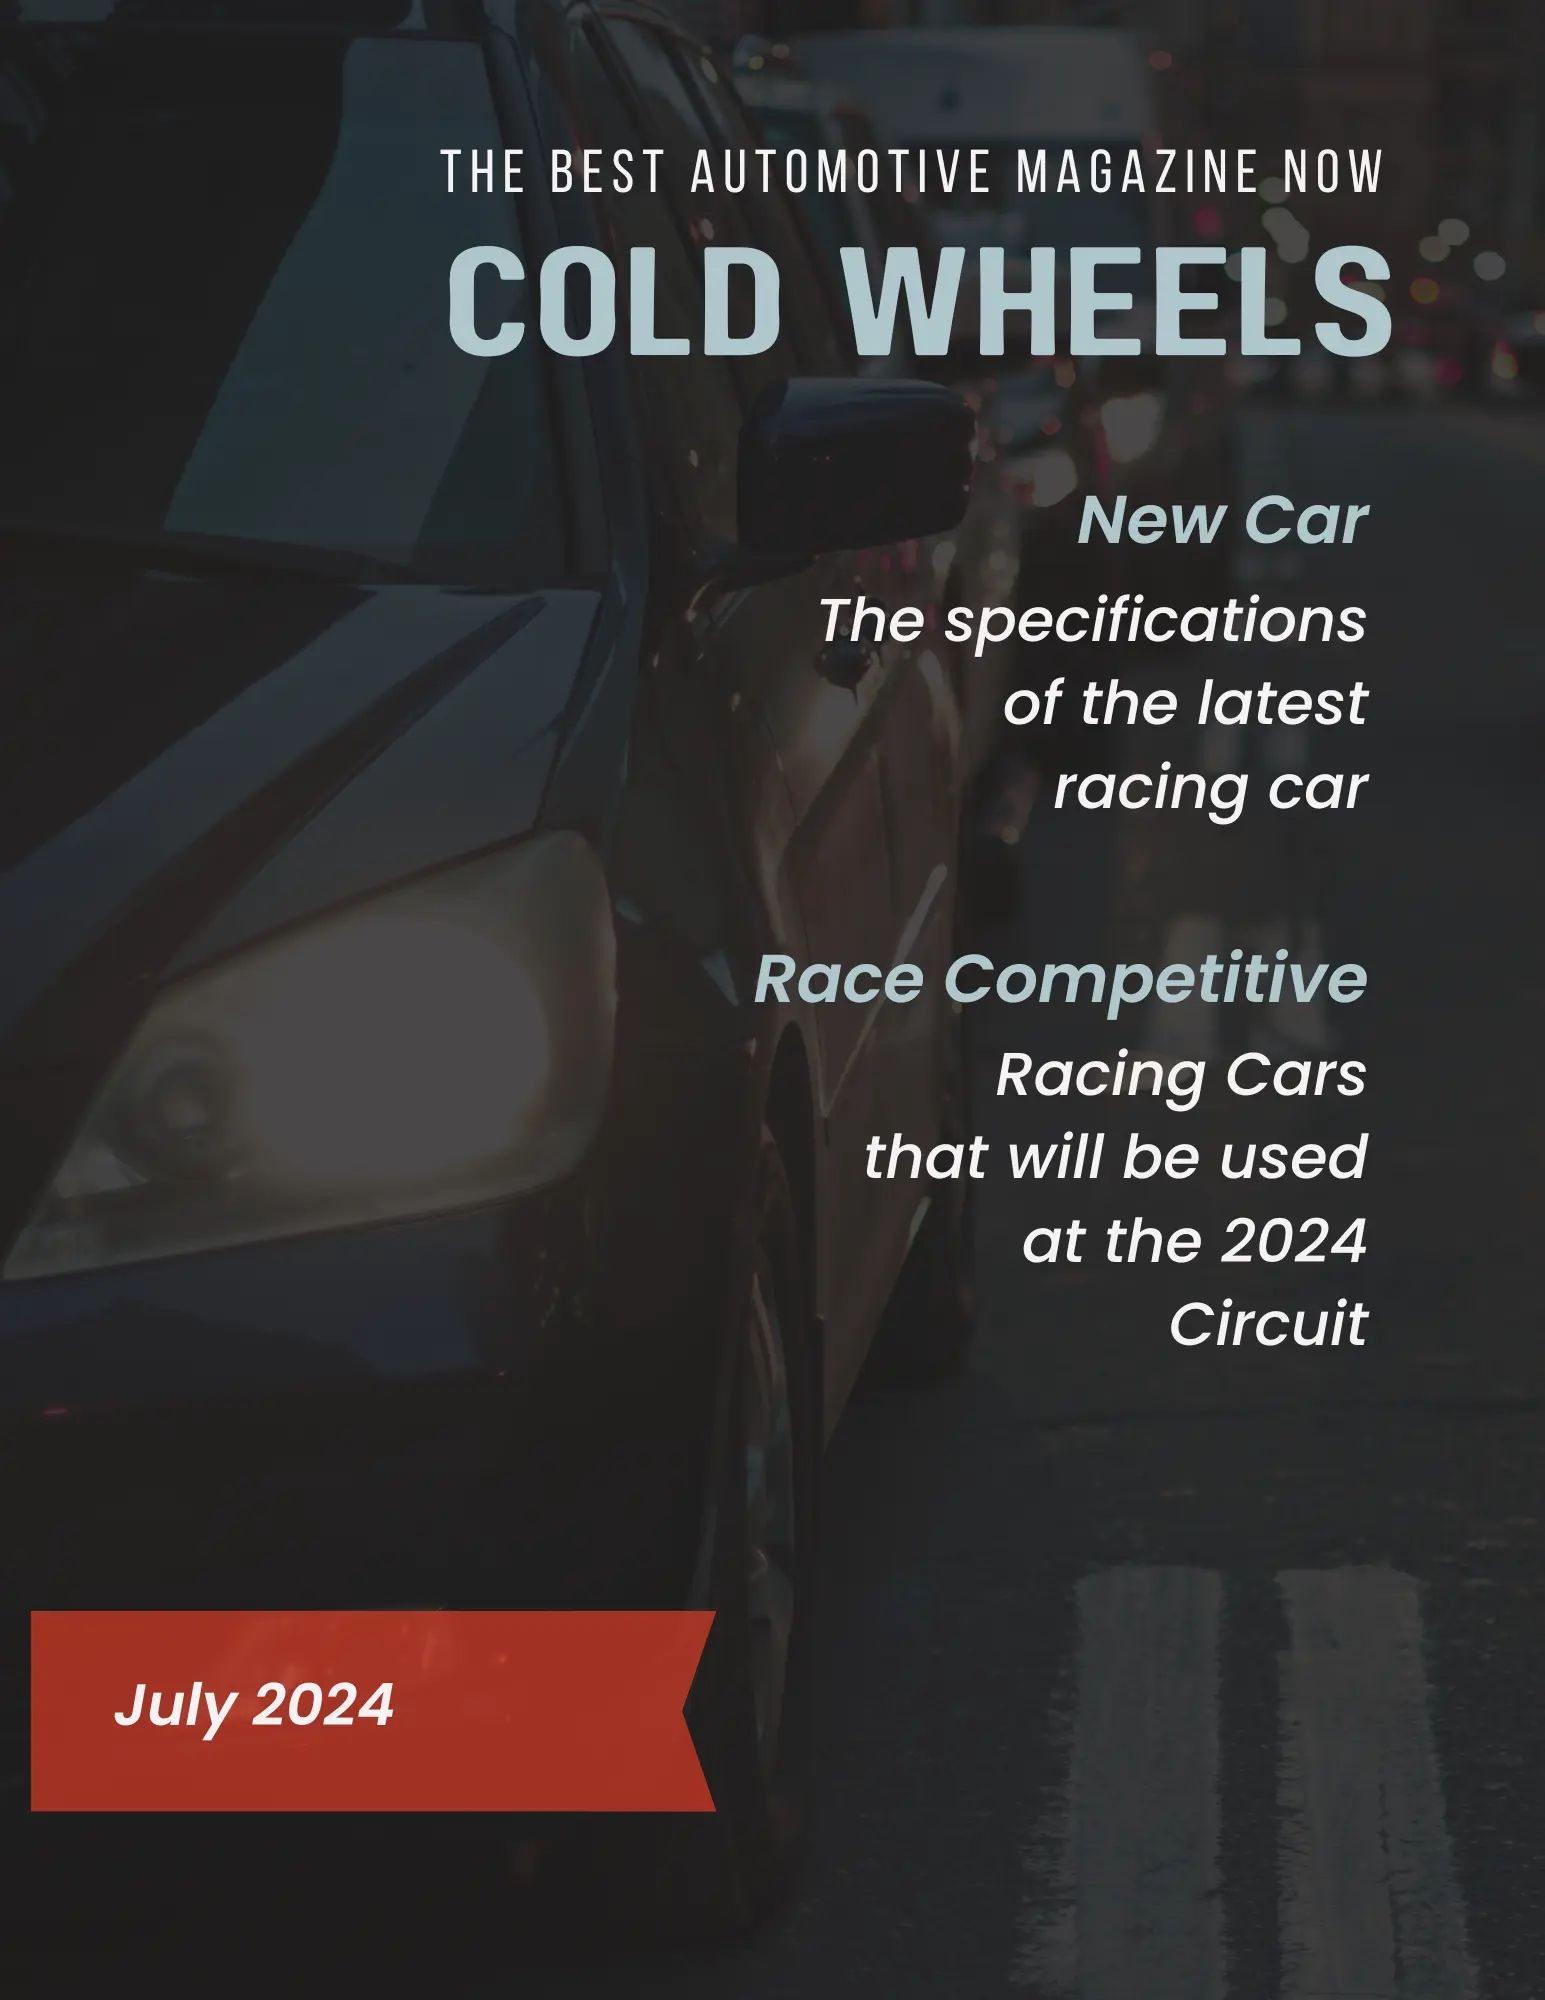 THE BEST AUTOMOTIVE MAGAZINE NOW
COLD WHEELS
New Car
The specifications
of the latest
racing car
Race Competitive
Racing Cars
that will be used
at the 2024
Circuit
July 2024